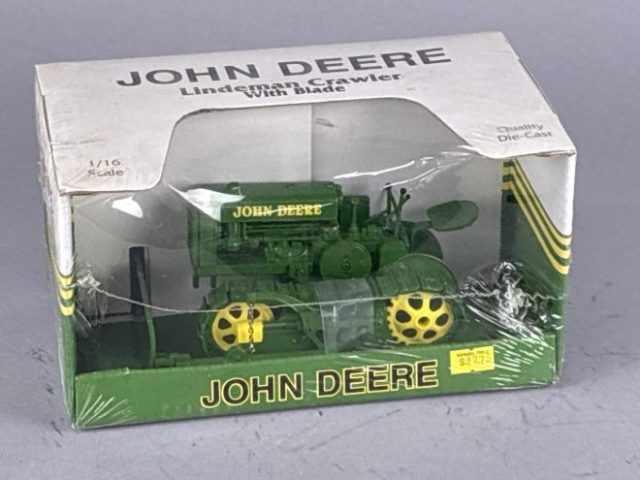 JOHN DEERE
Lindeman Crawler
With Blade
1/16
Scale
Quality
Die-Cast
JOHN DEERE
JOHN DEERE